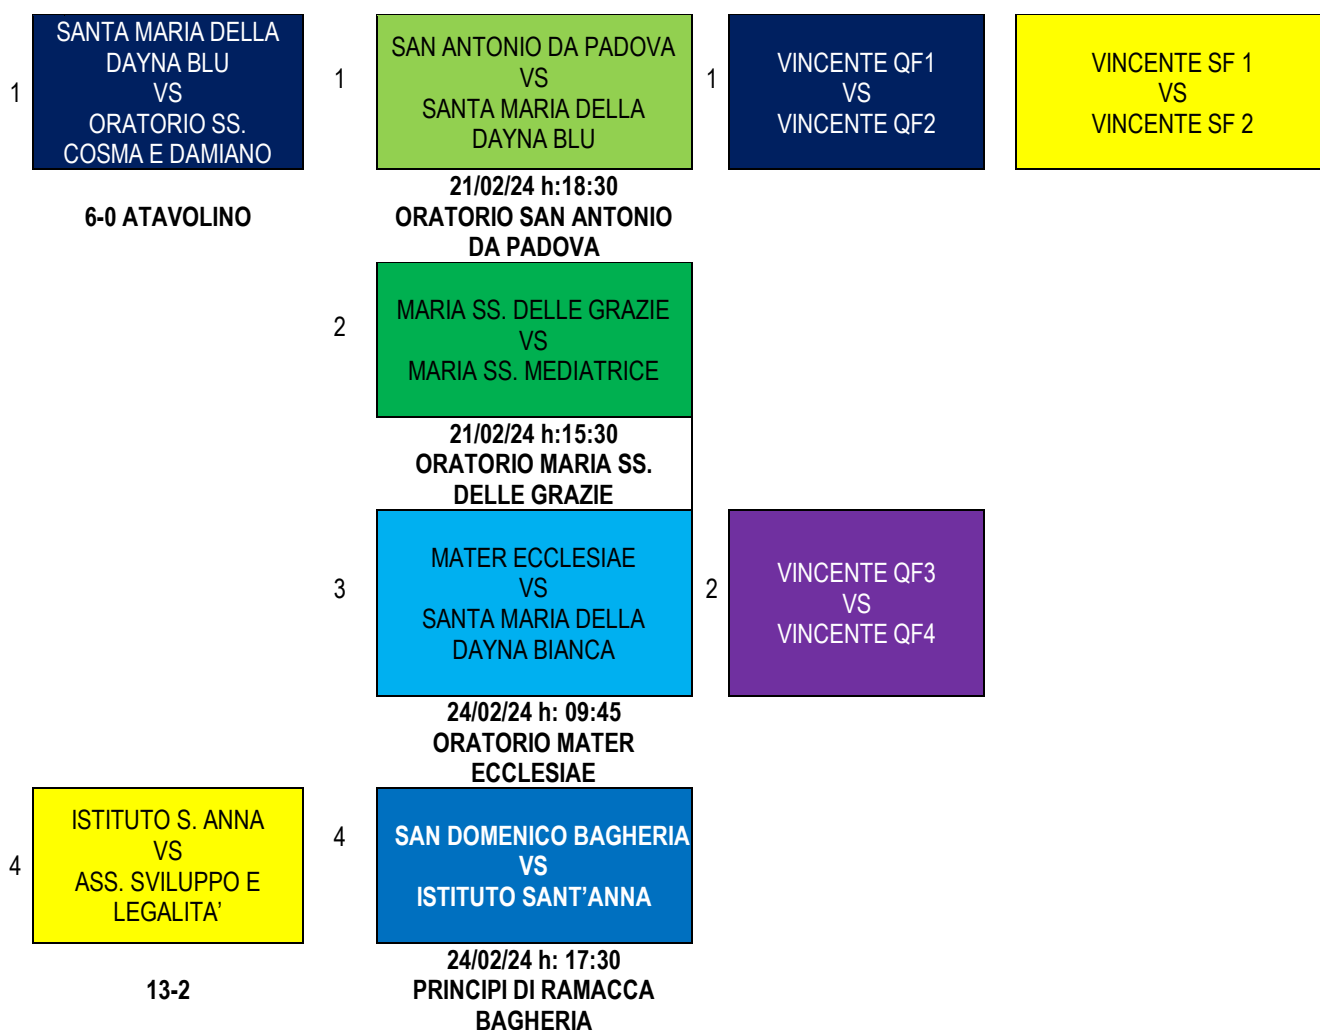 1
SANTA MARIA DELLA
DAYNA BLU
VS
ORATORIO SS.
COSMA E DAMIANO
6-0 ATAVOLINO
1
SAN ANTONIO DA PADOVA
VS
SANTA MARIA DELLA
DAYNA BLU
21/02/24 h:18:30
ORATORIO SAN ANTONIO
DA PADOVA
1
VINCENTE QF1
VS
VINCENTE QF2
VINCENTE SF 1
VS
VINCENTE SF 2
2
MARIA SS. DELLE GRAZIE
VS
MARIA SS. MEDIATRICE
21/02/24 h:15:30
ORATORIO MARIA SS.
DELLE GRAZIE
3
MATER ECCLESIAE
VS
SANTA MARIA DELLA
DAYNA BIANCA
24/02/24 h: 09:45
ORATORIO MATER
ECCLESIAE
2
VINCENTE QF3
VS
VINCENTE QF4
4
ISTITUTO S. ANNA
VS
ASS. SVILUPPO E
LEGALITA’
13-2
4
SAN DOMENICO BAGHERIA
VS
ISTITUTO SANT’ANNA
24/02/24 h: 17:30
PRINCIPI DI RAMACCA
BAGHERIA